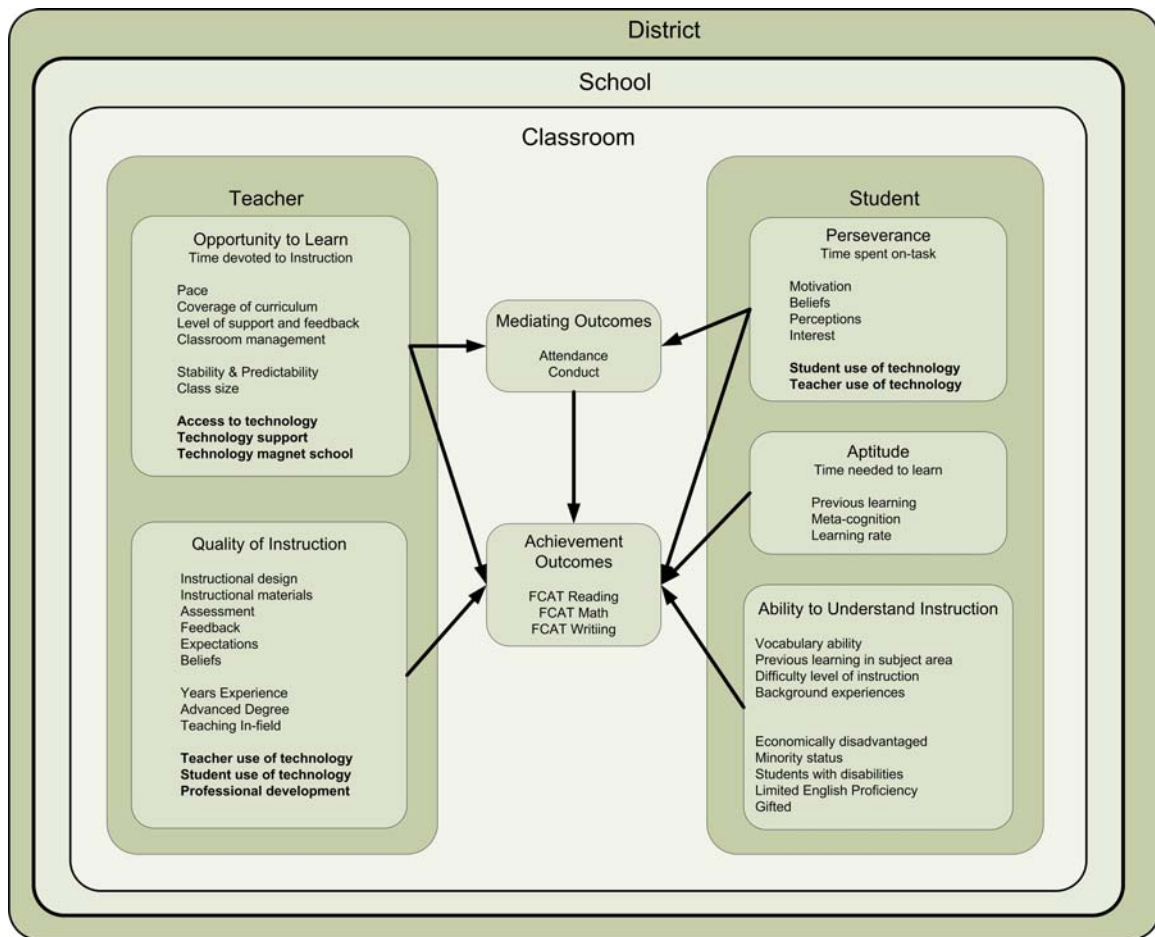 District
School
Classroom
Teacher
Opportunity to Learn
Time devoted to Instruction
Pace
Coverage of curriculum
Level of support and feedback
Classroom management
Stability & Predictability
Class size
Access to technology
Technology support
Technology magnet school
Quality of Instruction
Instructional design
Instructional materials
Assessment
Feedback
Expectations
Beliefs
Years Experience
Advanced Degree
Teaching In-field
Teacher use of technology
Student use of technology
Professional development
Mediating Outcomes
Attendance
Conduct
Achievement
Outcomes
FCAT Reading
FCAT Math
FCAT Writiing
Student
Perseverance
Time spent on-task
Motivation
Beliefs
Perceptions
Interest
Student use of technology
Teacher use of technology
Aptitude
Time needed to learn
Previous learning
Meta-cognition
Learning rate
Ability to Understand Instruction
Vocabulary ability
Previous learning in subject area
Difficulty level of instruction
Background experiences
Economically disadvantaged
Minority status
Students with disabilities
Limited English Proficiency
Gifted